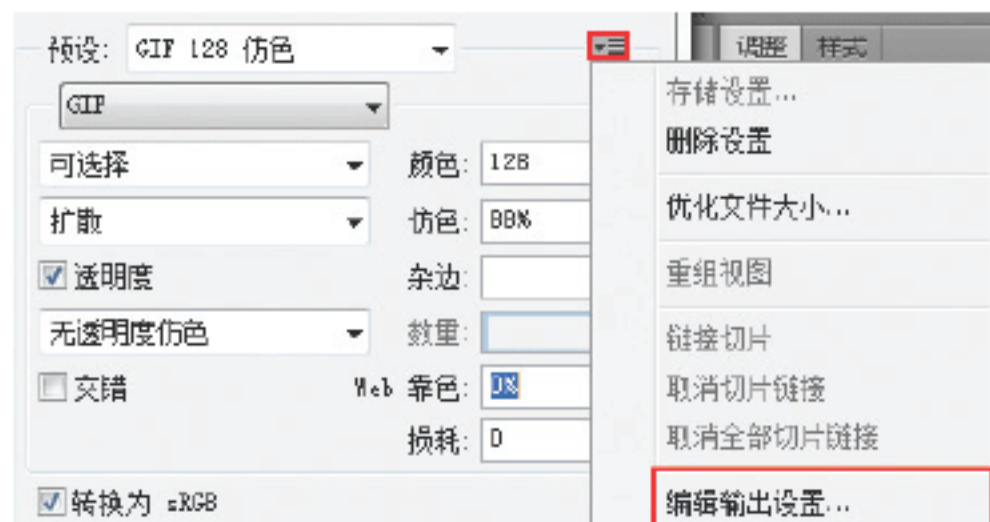 预设: GIF 128 仿色
调整 样式
GIF
存储设置...
删除设置
可选择 颜色: 128
优化文件大小...
扩散 仿色: 88%
透明度 杂边:
重组视图
无透明度仿色 数量:
链接切片
交错 Web 靠色: 0%
取消切片链接
损耗: 0
取消全部切片链接
转换为 sRGB
编辑输出设置...